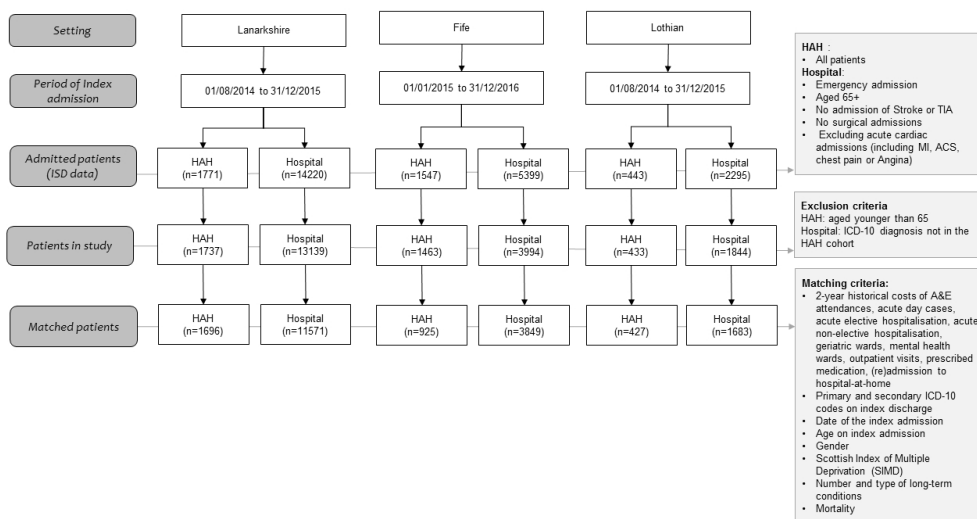 Setting
Lanarkshire
Fife
Lothian
Period of Index
admission
01/08/2014 to 31/12/2015
01/01/2015 to 31/12/2016
01/08/2014 to 31/12/2015
HAH :
• All patients
Hospital:
• Emergency admission
• Aged 65+
• No admission of Stroke or TIA
• No surgical admissions
• Excluding acute cardiac
admissions (including MI, ACS,
chest pain or Angina)
Admitted patients
(ISD data)
HAH
(n=1771)
Hospital
(n=14220)
HAH
(n=1547)
Hospital
(n=5399)
HAH
(n=443)
Hospital
(n=2295)
Exclusion criteria
HAH: aged younger than 65
Hospital: ICD-10 diagnosis not in the
HAH cohort
Patients in study
HAH
(n=1737)
Hospital
(n=13139)
HAH
(n=1463)
Hospital
(n=3994)
HAH
(n=433)
Hospital
(n=1844)
Matched patients
HAH
(n=1696)
Hospital
(n=11571)
HAH
(n=925)
Hospital
(n=3849)
HAH
(n=427)
Hospital
(n=1683)
Matching criteria:
• 2-year historical costs of A&E
attendances, acute day cases,
acute elective hospitalisation, acute
non-elective hospitalisation,
geriatric wards, mental health
wards, outpatient visits, prescribed
medication, (re)admission to
hospital-at-home
• Primary and secondary ICD-10
codes on index discharge
• Date of the index admission
• Age on index admission
• Gender
• Scottish Index of Multiple
Deprivation (SIMD)
• Number and type of long-term
conditions
• Mortality